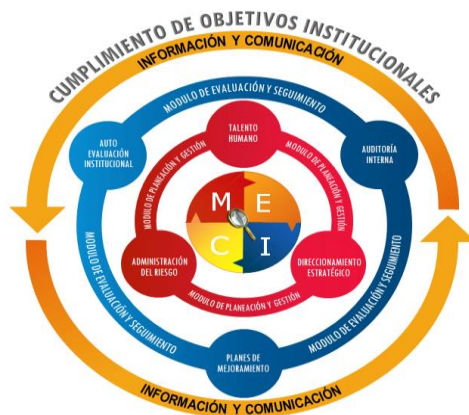 CUMPLIMIENTO DE OBJETIVOS INSTITUCIONALES
INFORMACIÓN Y COMUNICACIÓN
MODULO DE EVALUACIÓN Y SEGUIMIENTO
AUTO
EVALUACIÓN
INSTITUCIONAL
TALENTO
HUMANO
AUDITORÍA
INTERNA
MODULO DE PLANEACIÓN Y GESTIÓN
MODULO DE PLANEACIÓN Y GESTIÓN
M E
C I
ADMINISTRACIÓN
DEL RIESGO
DIRECCIONAMIENTO
ESTRATÉGICO
MODULO DE PLANEACIÓN Y GESTIÓN
MODULO DE EVALUACIÓN Y SEGUIMIENTO
MODULO DE EVALUACIÓN Y SEGUIMIENTO
PLANES DE
MEJORAMIENTO
INFORMACIÓN Y COMUNICACIÓN